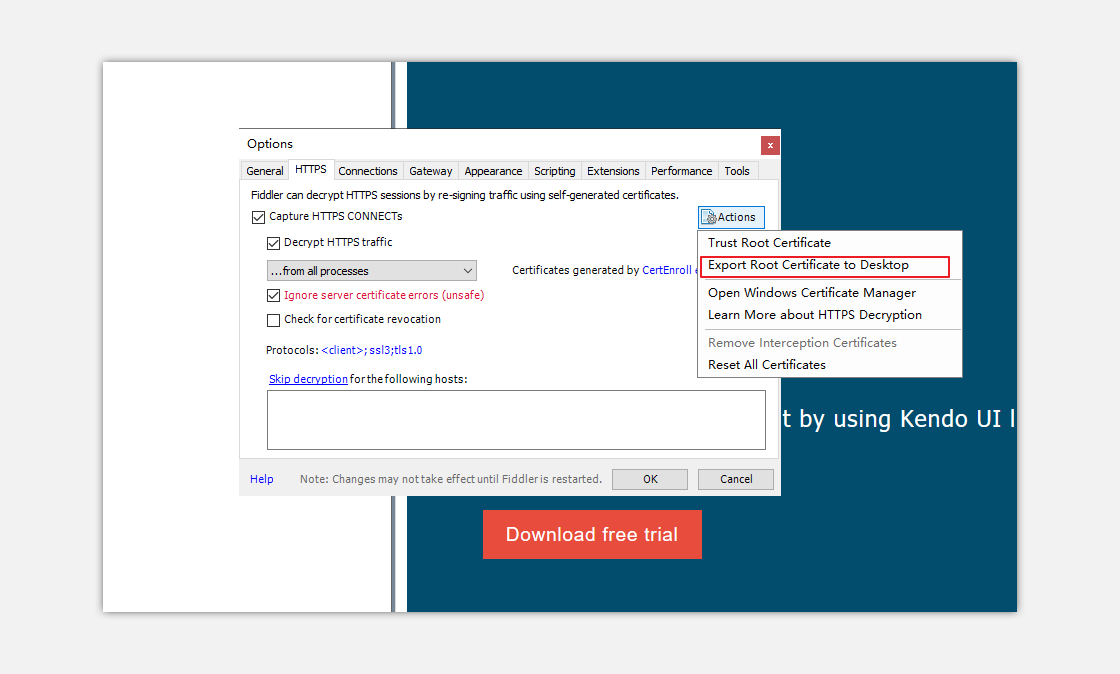 Options
x
General HTTPS Connections Gateway Appearance Scripting Extensions Performance Tools
Fiddler can decrypt HTTPS sessions by re-signing traffic using self-generated certificates.
Capture HTTPS CONNECTs
Actions
Decrypt HTTPS traffic
Trust Root Certificate
Export Root Certificate to Desktop
Open Windows Certificate Manager
Learn More about HTTPS Decryption
Remove Interception Certificates
Reset All Certificates
...from all processes
Certificates generated by CertEnroll
Ignore server certificate errors (unsafe)
Check for certificate revocation
Protocols: <client>;ssl3;tls1.0
Skip decryption for the following hosts:
t by using Kendo UI l
Help
Note: Changes may not take effect until Fiddler is restarted.
OK
Cancel
Download free trial